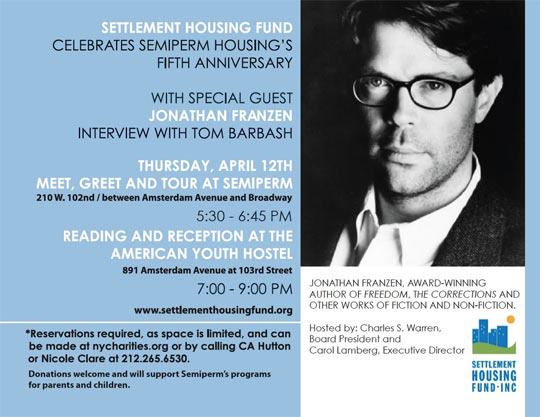 SETTLEMENT HOUSING FUND
CELEBRATES SEMIPERM HOUSING'S
FIFTH ANNIVERSARY
WITH SPECIAL GUEST
JONATHAN FRANZEN
INTERVIEW WITH TOM BARBASH
THURSDAY, APRIL 12TH
MEET, GREET AND TOUR AT SEMIPERM
210 W. 102nd / between Amsterdam Avenue and Broadway
5:30 - 6:45 PM
READING AND RECEPTION AT THE
AMERICAN YOUTH HOSTEL
891 Amsterdam Avenue at 103rd Street
7:00 - 9:00 PM
www.settlementhousingfund.org
*Reservations required, as space is limited, and can
be made at nycharities.org or by calling CA Hutton
or Nicole Clare at 212.265.6530.
Donations welcome and will support Semiperm's programs
for parents and children.
JONATHAN FRANZEN, AWARD-WINNING
AUTHOR OF FREEDOM, THE CORRECTIONS AND
OTHER WORKS OF FICTION AND NON-FICTION.
Hosted by: Charles S. Warren,
Board President and
Carol Lamberg, Executive Director
SETTLEMENT
HOUSING
FUND·INC